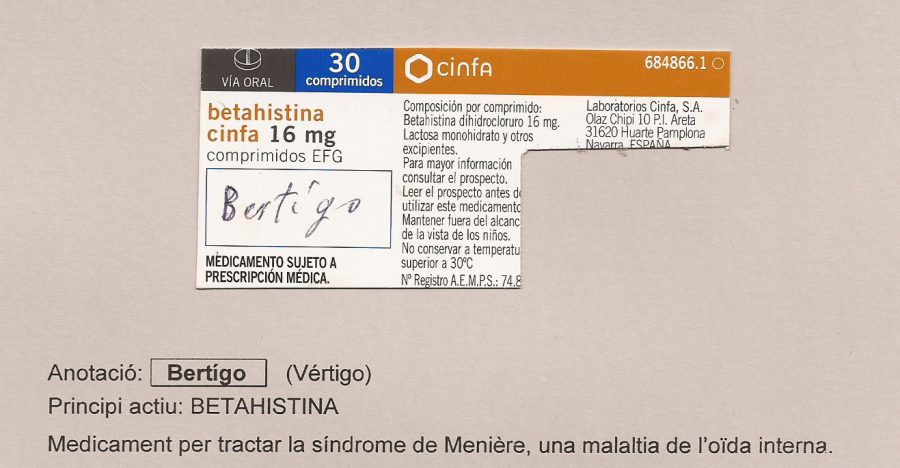 VÍA ORAL
30
comprimidos
cinfa
684866.1
betahistina
cinfa 16 mg
comprimidos EFG
Bertígo
MEDICAMENTO SUJETO A
PRESCRIPCIÓN MÉDICA.
Composición por comprimido:
Betahistina dihidrocloruro 16 mg.
Lactosa monohidrato y otros
excipientes.
Para mayor información
consultar el prospecto.
Leer el prospecto antes de
utilizar este medicamento
Mantener fuera del alcanc
de la vista de los niños.
No conservar a temperatu
superior a 30ºC
Nº Registro A.E.M.P.S.: 74.8
Laboratorios Cinfa, S.A.
Olaz Chipi 10 P.I. Areta
31620 Huarte Pamplona
Navarra. ESPAÑA
Anotació: Bertígo (Vértigo)
Principi actiu: BETAHISTINA
Medicament per tractar la síndrome de Menière, una malaltia de l'oïda interna.